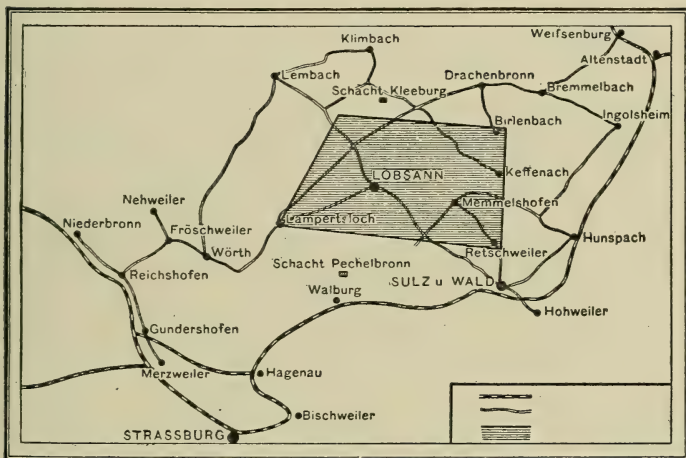 Weifsenburg
Klimbach
Altenstadt
Lembach
Drachenbronn
Schacht Kleeburg
Bremmelbach
Birlenbach
Ingolsheim
LOBSANN
Keffenach
Nehweiler
Memmelshofen
Niederbronn
Lampertsloch
Fröschweiler
Hunspach
Wörth
Retschweiler
Reichshofen
Schacht Pechelbronn
SULZ u WALD
Walburg
Hohweiler
Gundershofen
Merzweiler
Hagenau
Bischweiler
STRASSBURG